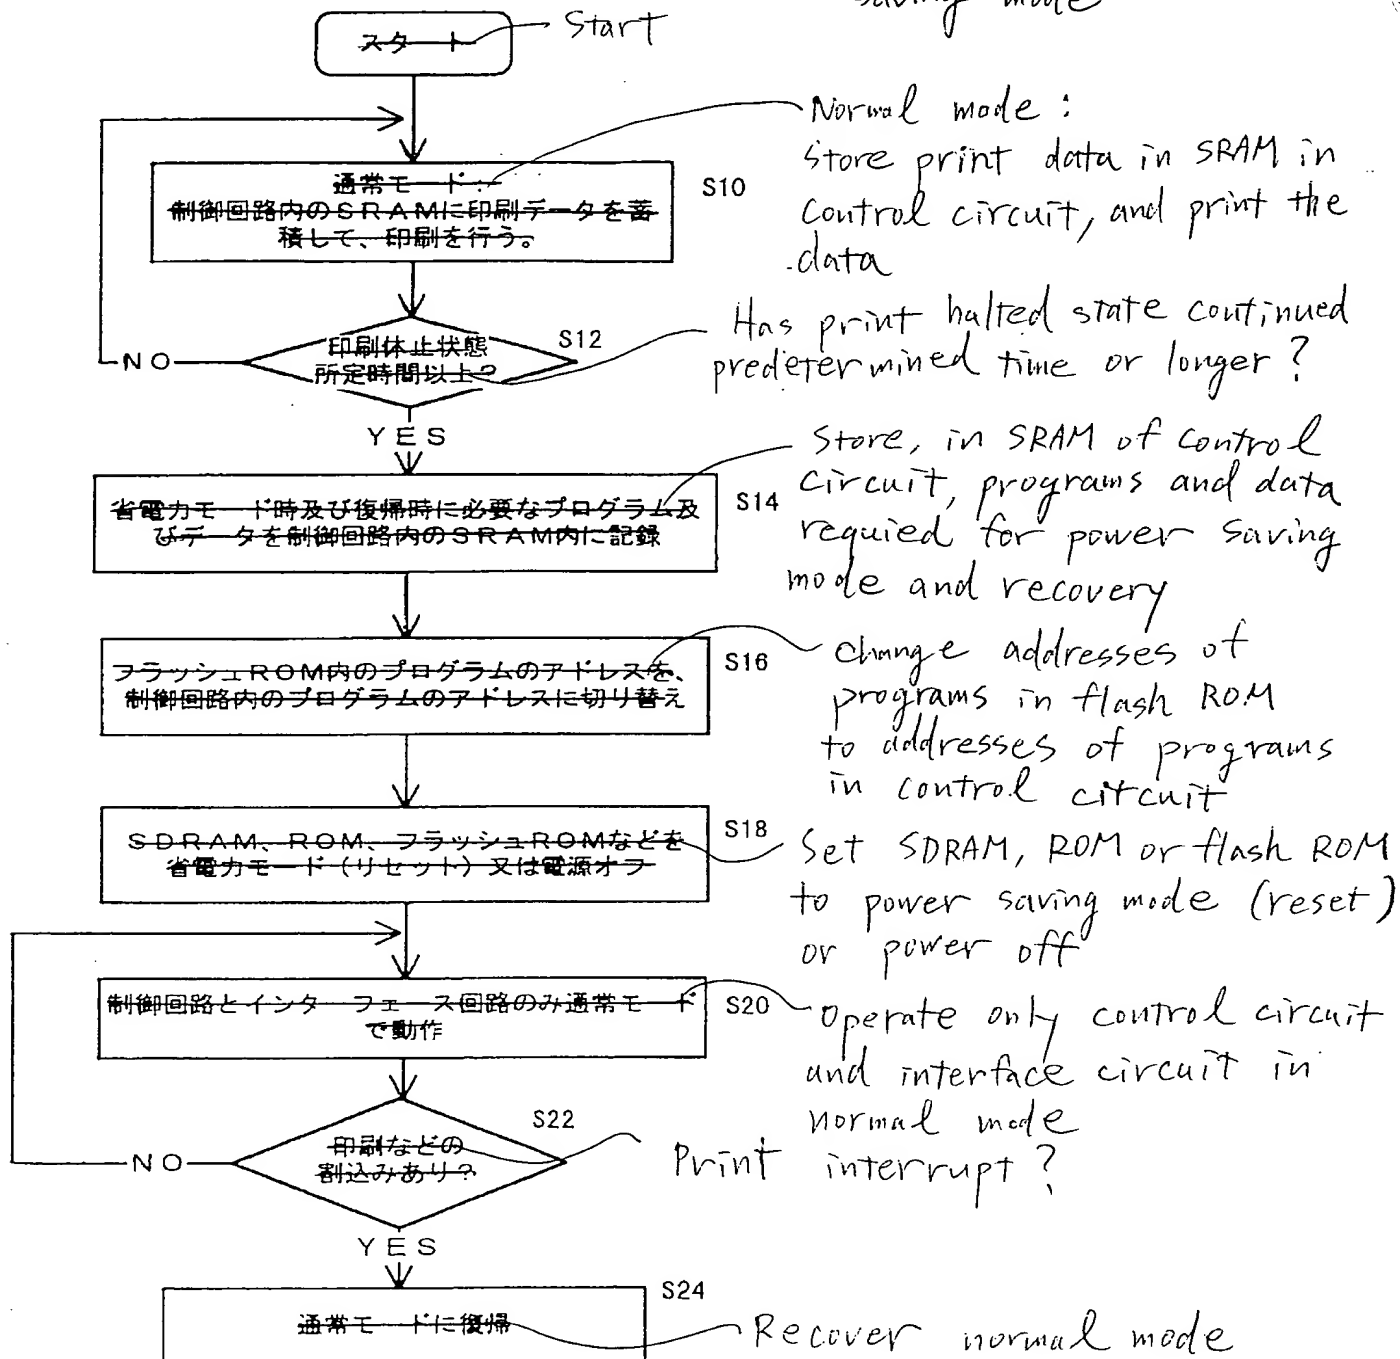 saving mode
スタート
Start
Normal mode :
通常モード：
制御回路内のSRAMに印刷データを蓄
積して、印刷を行う。
S10
Store print data in SRAM in
control circuit, and print the
data
印刷休止状態
所定時間以上？
S12
NO
YES
Has print halted state continued
predetermined time or longer ?
省電力モード時及び復帰時に必要なプログラム及
びデータを制御回路内のSRAM内に記録
S14
Store, in SRAM of control
circuit, programs and data
requied for power saving
mode and recovery
フラッシュROM内のプログラムのアドレスを、
制御回路内のプログラムのアドレスに切り替え
S16
change addresses of
programs in flash ROM
to addresses of programs
in control citcuit
SDRAM、ROM、フラッシュROMなどを
省電力モード（リセット）又は電源オフ
S18
Set SDRAM, ROM or flash ROM
to power saving mode (reset)
or power off
制御回路とインターフェース回路のみ通常モード
で動作
S20
Operate only control circuit
and interface circuit in
normal mode
印刷などの
割込みあり？
S22
NO
YES
Print interrupt ?
通常モードに復帰
S24
Recover normal mode